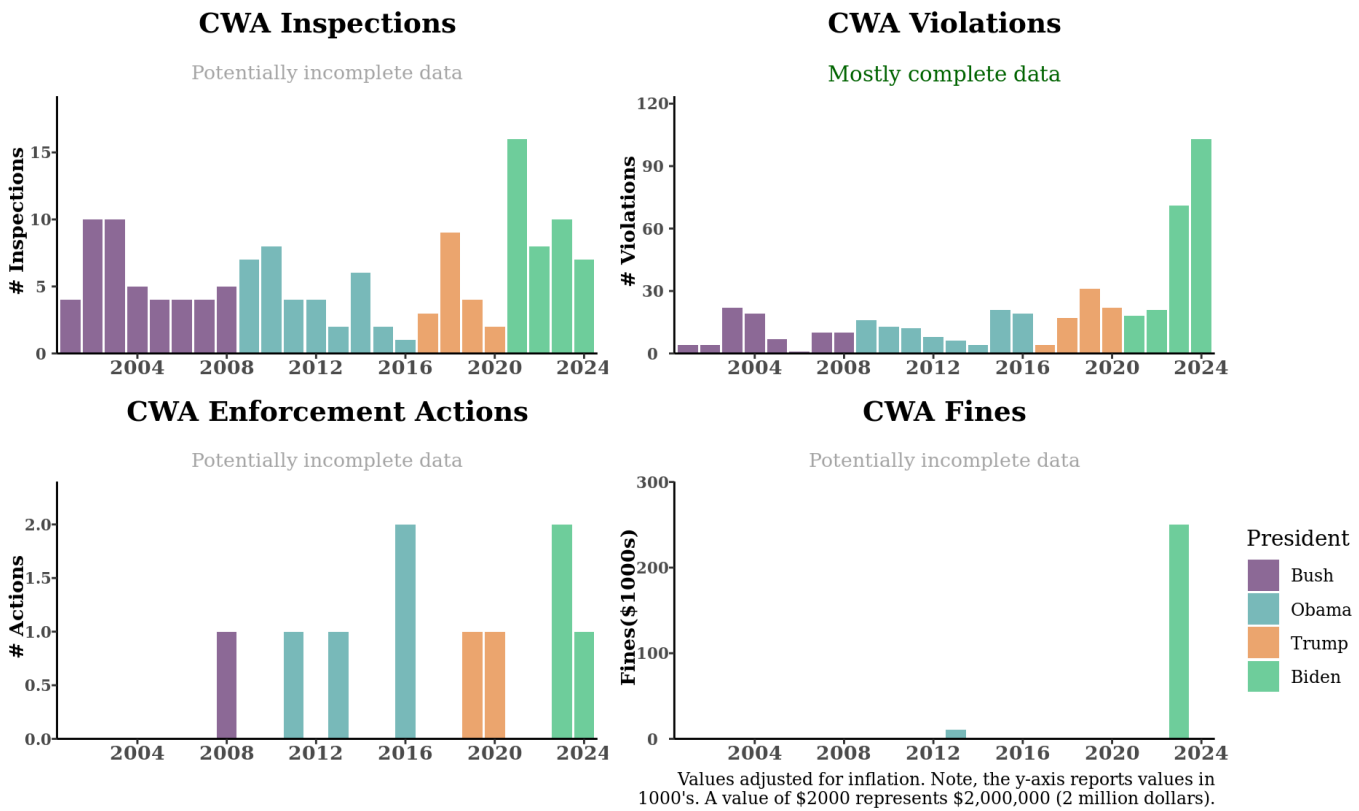 CWA Inspections
Potentially incomplete data
# Inspections
15
10
5
0
2004 2008 2012 2016 2020 2024
CWA Violations
Mostly complete data
# Violations
120
90
60
30
0
2004 2008 2012 2016 2020 2024
CWA Enforcement Actions
Potentially incomplete data
# Actions
2.0
1.5
1.0
0.5
0.0
2004 2008 2012 2016 2020 2024
CWA Fines
Potentially incomplete data
Fines($1000s)
300
200
100
0
2004 2008 2012 2016 2020 2024
President
Bush
Obama
Trump
Biden
Values adjusted for inflation. Note, the y-axis reports values in
1000's. A value of $2000 represents $2,000,000 (2 million dollars).